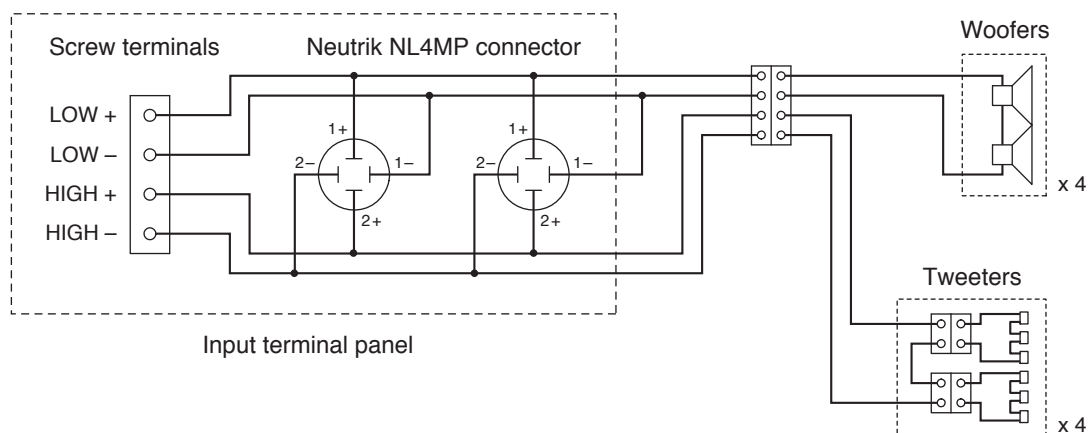 Screw terminals
Neutrik NL4MP connector
Woofers
LOW +
LOW –
HIGH +
HIGH –
1+
2–
1–
2+
1+
2–
1–
2+
x 4
Tweeters
x 4
Input terminal panel